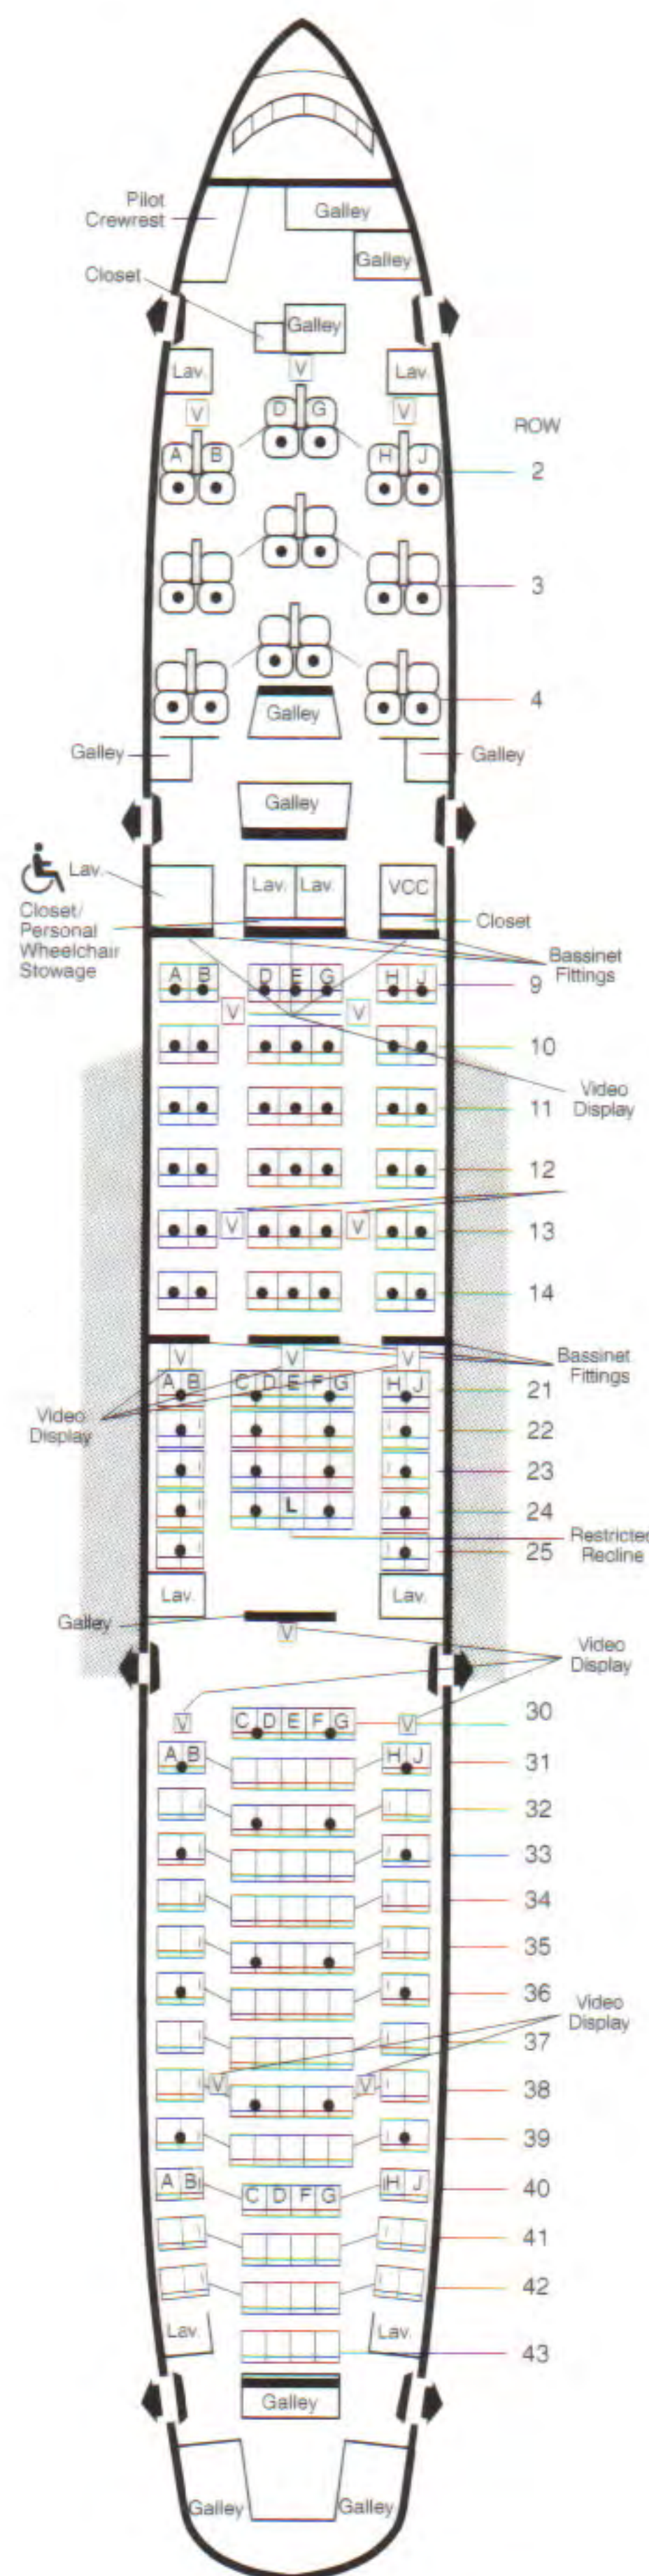 Pilot
Crewrest
Galley
Galley
Closet
Galley
Lav.
V
Lav.
V
V
D G
ROW
A B
H J
2
3
4
Galley
Galley
Galley
Galley
Lav.
Lav.
Lav.
VCC
Closet/
Personal
Wheelchair
Stowage
Closet
Bassinet
Fittings
A B
D E G
H J
9
V
V
10
Video
Display
11
12
V
V
13
14
V
V
V
Bassinet
Fittings
A B
C D E F G
H J
21
Video
Display
22
23
L
24
Restricted
Recline
25
Lav.
Lav.
Galley
V
Video
Display
V
C D E F G
V
30
A B
H J
31
32
33
34
35
36
Video
Display
37
V
V
38
39
A B
C D F G
H J
40
41
42
Lav.
Lav.
43
Galley
Galley
Galley